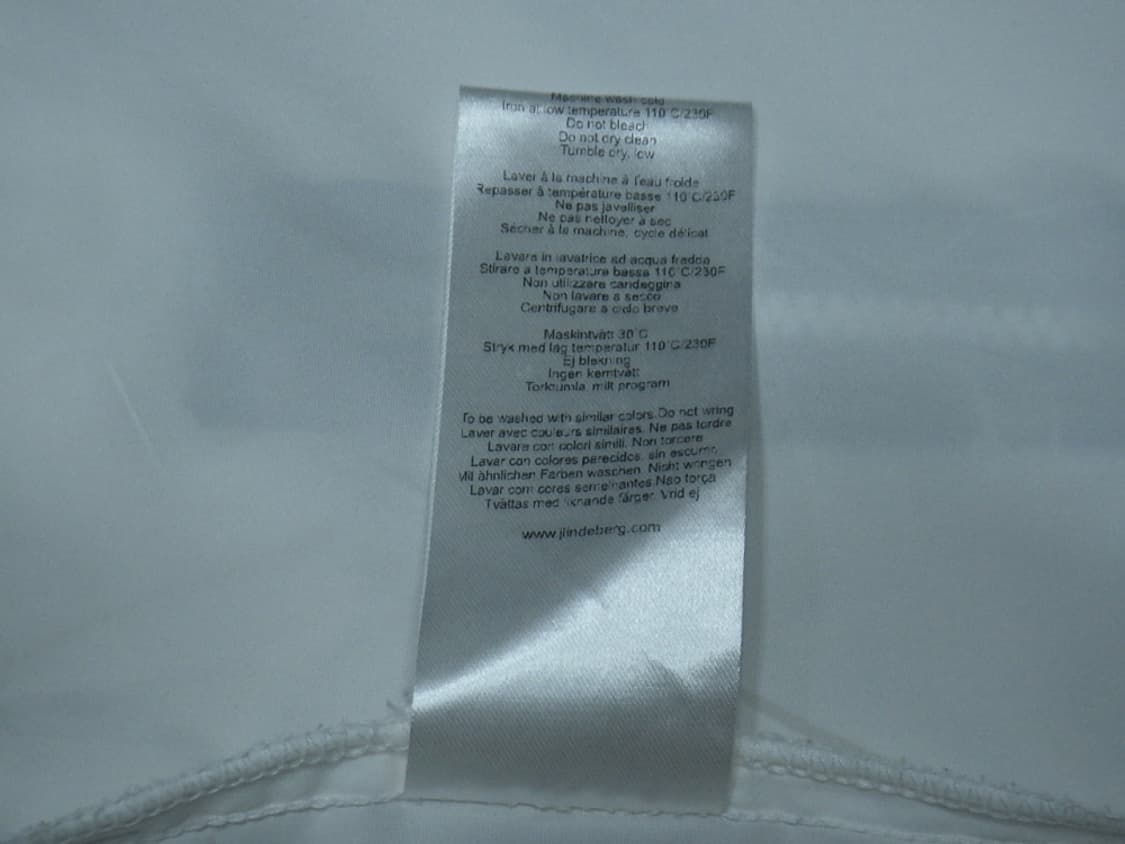 Machine wash cold
Iron at low temperature 110°C/230F
Do not bleach
Do not dry clean
Tumble dry, low
Laver à la machine à l'eau froide
Repasser à température basse 110°C/230F
Ne pas javelliser
Ne pas nettoyer à sec
Sécher à la machine, cycle délicat
Lavare in lavatrice ad acqua fredda
Stirare a temperatura bassa 110°C/230F
Non utilizzare candeggina
Non lavare a secco
Centrifugare a ciclo breve
Maskintvätt 30°C
Stryk med låg temperatur 110°C/230F
Ej blekning
Ingen kemtvätt
Torktumla, milt program
To be washed with similar colors.Do not wring
Laver avec couleurs similaires. Ne pas tordre
Lavare con colori simili. Non torcere
Lavar con colores parecidos, sin escurrir,
Mit ähnlichen Farben waschen. Nicht wringen
Lavar com cores semelhantes.Nao torça
Tvättas med liknande färger. Vrid ej
www.jlindeberg.com